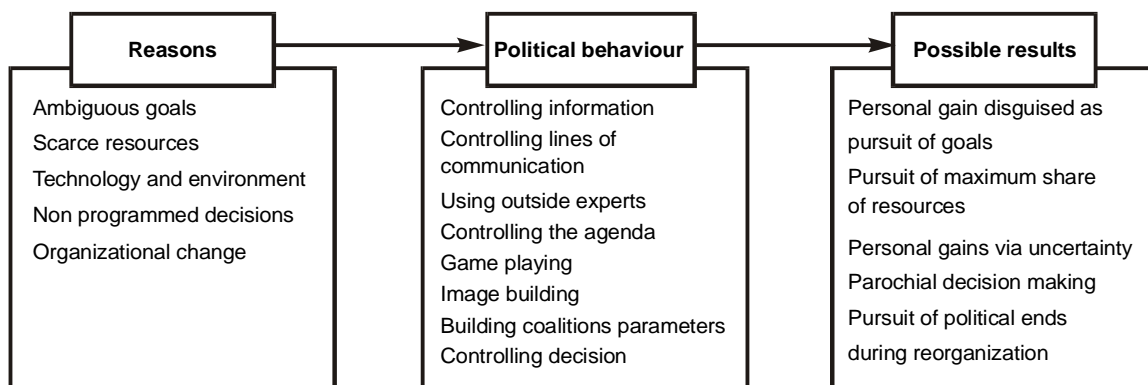 Reasons
Ambiguous goals
Scarce resources
Technology and environment
Non programmed decisions
Organizational change
Political behaviour
Controlling information
Controlling lines of
communication
Using outside experts
Controlling the agenda
Game playing
Image building
Building coalitions parameters
Controlling decision
Possible results
Personal gain disguised as
pursuit of goals
Pursuit of maximum share
of resources
Personal gains via uncertainty
Parochial decision making
Pursuit of political ends
during reorganization